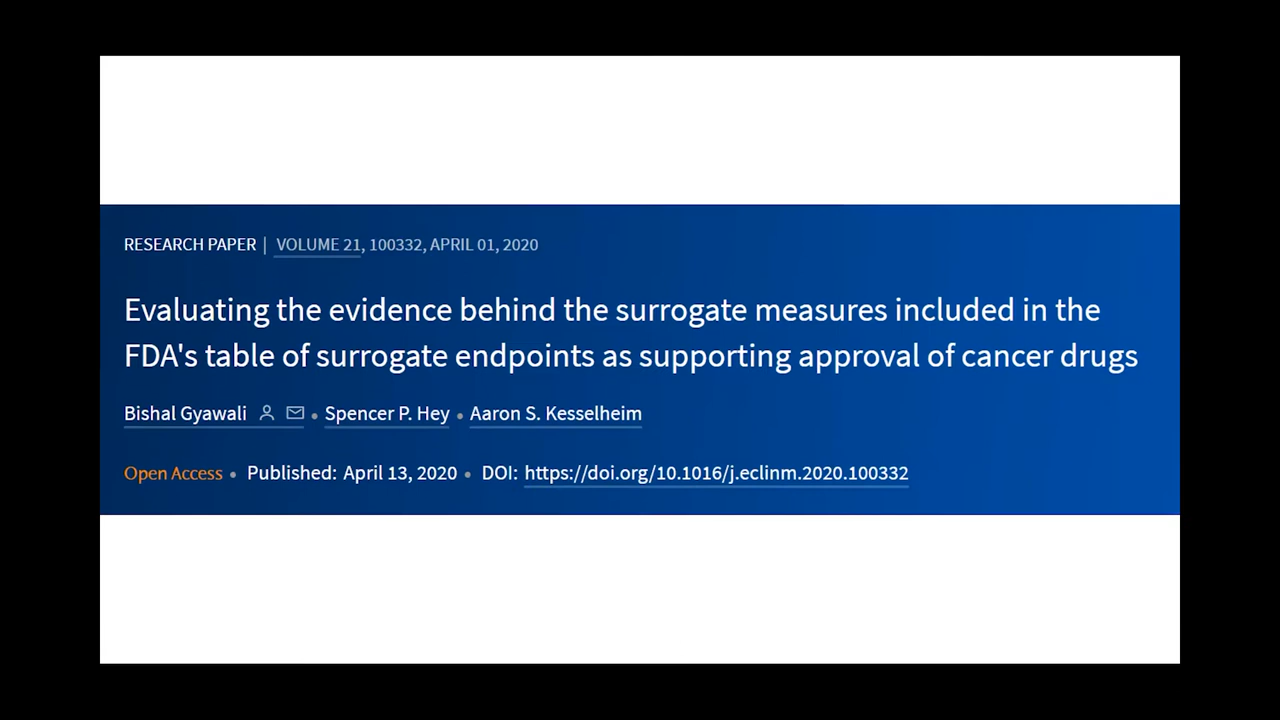 RESEARCH PAPER | VOLUME 21, 100332, APRIL 01, 2020
Evaluating the evidence behind the surrogate measures included in the
FDA's table of surrogate endpoints as supporting approval of cancer drugs
Bishal Gyawali • Spencer P. Hey • Aaron S. Kesselheim
Open Access • Published: April 13, 2020 • DOI: https://doi.org/10.1016/j.eclinm.2020.100332